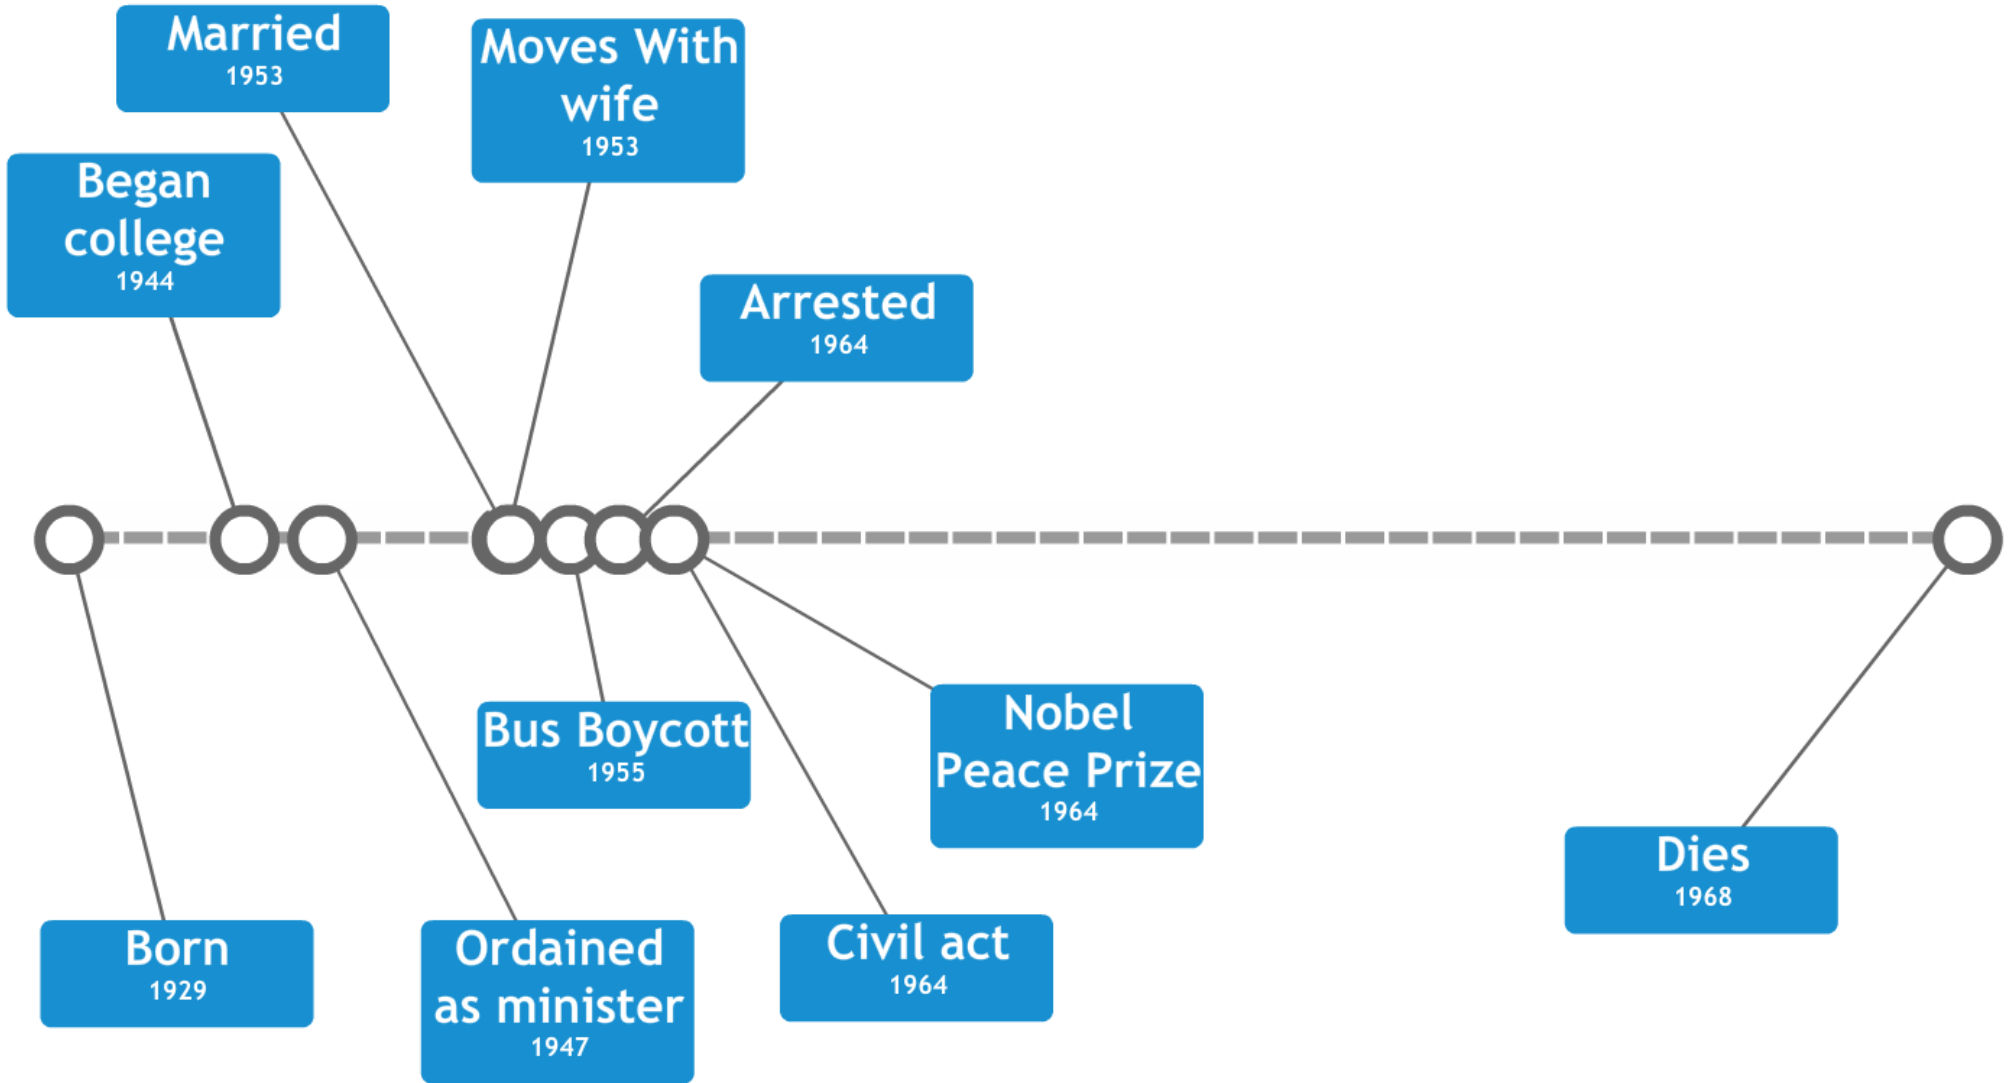 Married
1953
Moves With
wife
1953
Began
college
1944
Arrested
1964
Bus Boycott
1955
Nobel
Peace Prize
1964
Dies
1968
Born
1929
Ordained
as minister
1947
Civil act
1964